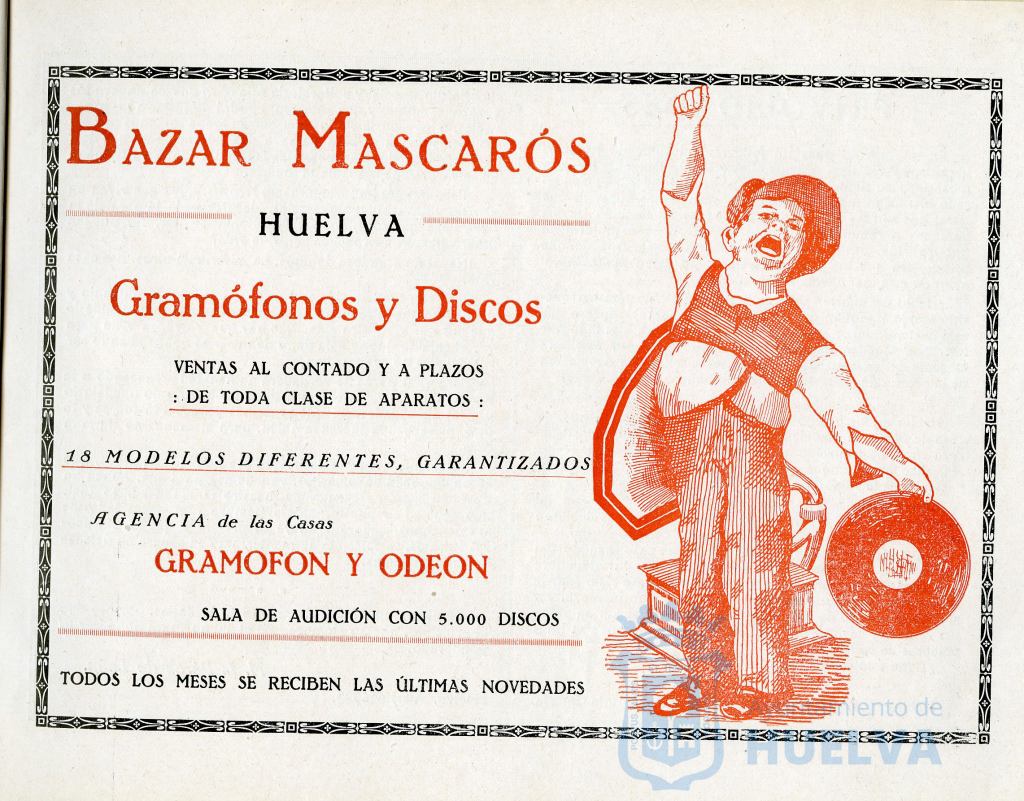 BAZAR MASCARÓS
HUELVA
Gramófonos y Discos
VENTAS AL CONTADO Y A PLAZOS
: DE TODA CLASE DE APARATOS :
18 MODELOS DIFERENTES, GARANTIZADOS
AGENCIA de las Casas
GRAMOFON Y ODEON
SALA DE AUDICIÓN CON 5.000 DISCOS
TODOS LOS MESES SE RECIBEN LAS ÚLTIMAS NOVEDADES
HUELVA